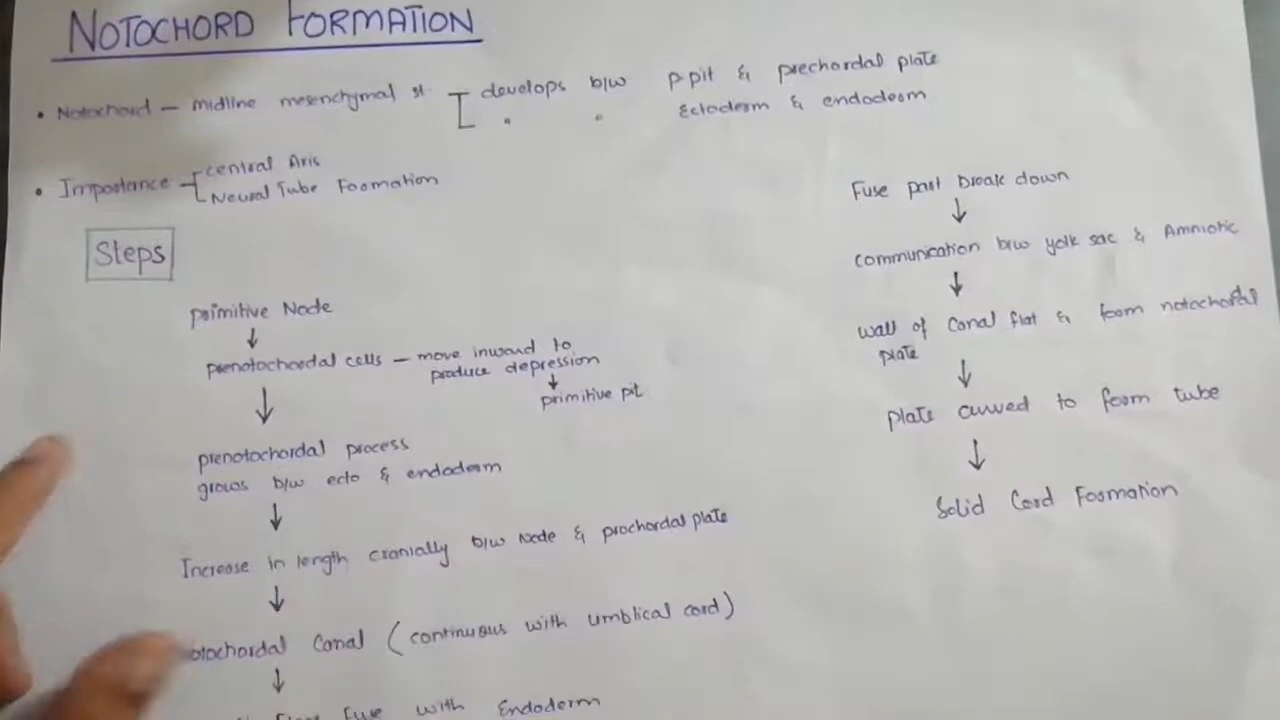 NOTOCHORD FORMATION
• Notochord — midline mesenchymal st. [ develops b/w p-pit & prechordal plate
" " Ectoderm & endoderm
• Importance central Axis
Neural Tube Formation
Steps
primitive Node
↓
prenotochordal cells — move inward to
produce depression
↓
primitive pit
↓
prenotochordal process
grows b/w ecto & endoderm
↓
Increase in length cranially b/w Node & prochordal plate
↓
otochordal Canal (continuous with umblical cord)
↓
Fuse with Endoderm
Fuse part break down
↓
communication b/w yolk sac & Amniotic
↓
wall of Canal flat & form notochordal
plate
↓
plate curved to form tube
↓
Solid Cord Formation